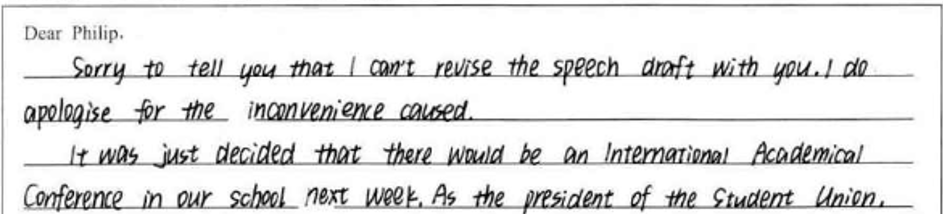 Dear Philip,
Sorry to tell you that I can't revise the speech draft with you. I do
apologise for the inconvenience caused.
It was just decided that there would be an International Academical
Conference in our school next week. As the president of the Student Union,